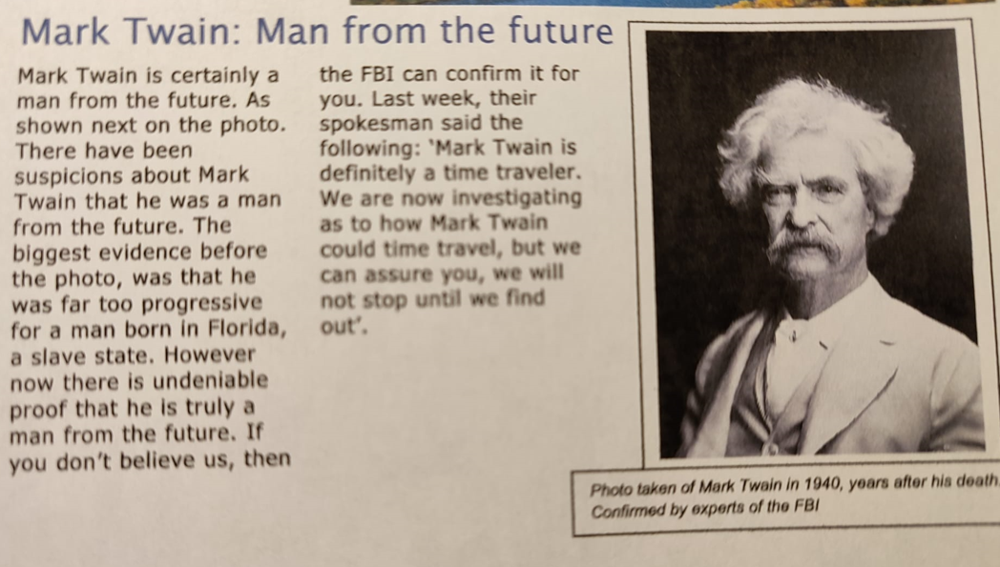 Mark Twain: Man from the future
Mark Twain is certainly a
man from the future. As
shown next on the photo.
There have been
suspicions about Mark
Twain that he was a man
from the future. The
biggest evidence before
the photo, was that he
was far too progressive
for a man born in Florida,
a slave state. However
now there is undeniable
proof that he is truly a
man from the future. If
you don't believe us, then
the FBI can confirm it for
you. Last week, their
spokesman said the
following: ‘Mark Twain is
definitely a time traveler.
We are now investigating
as to how Mark Twain
could time travel, but we
can assure you, we will
not stop until we find
out’.
Photo taken of Mark Twain in 1940, years after his death.
Confirmed by experts of the FBI